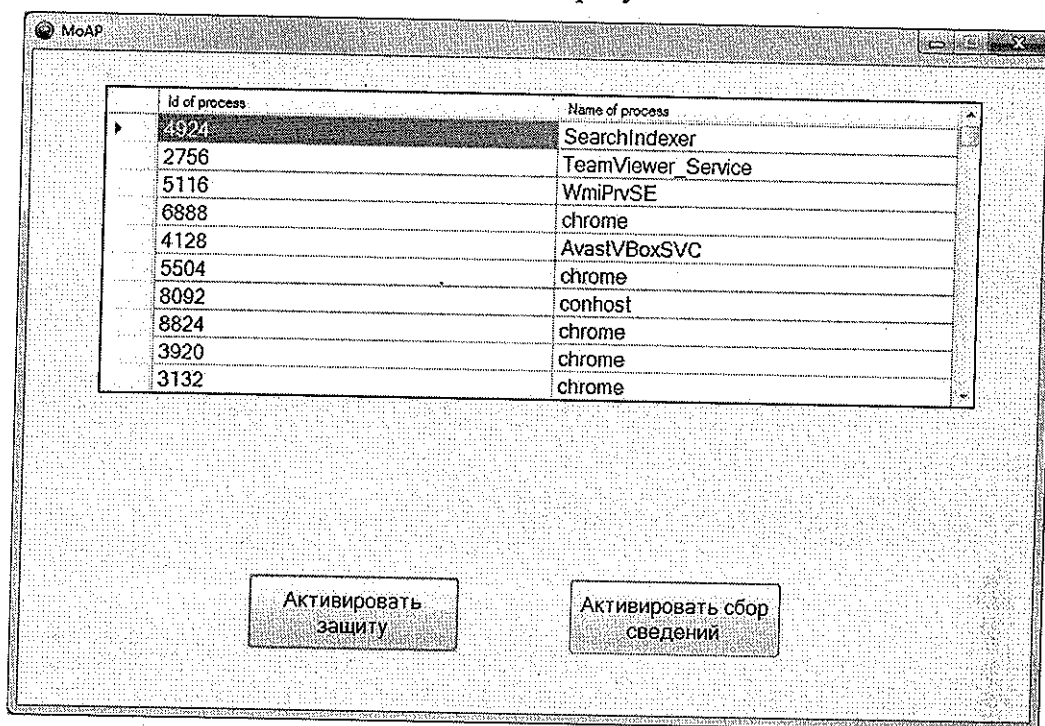 MoAP
Id of process Name of process
4924 SearchIndexer
2756 TeamViewer_Service
5116 WmiPrvSE
6888 chrome
4128 AvastVBoxSVC
5504 chrome
8092 conhost
8824 chrome
3920 chrome
3132 chrome
Активировать защиту
Активировать сбор сведений